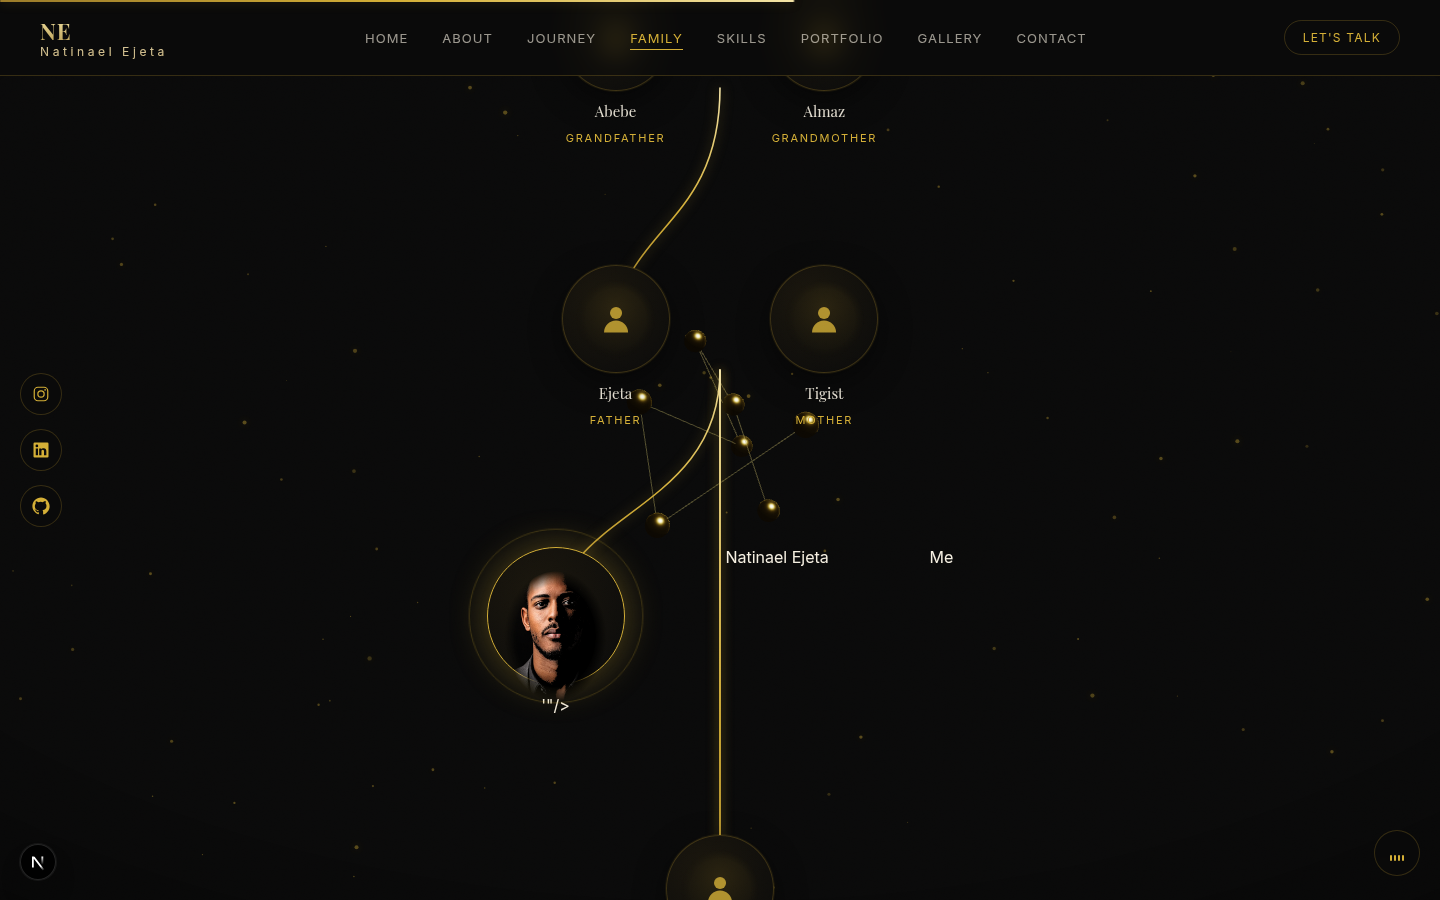 NE
Natinael Ejeta
HOME ABOUT JOURNEY FAMILY SKILLS PORTFOLIO GALLERY CONTACT
LET'S TALK
Abebe
GRANDFATHER
Almaz
GRANDMOTHER
Ejeta
FATHER
Tigist
MOTHER
Natinael Ejeta
Me
'"/>
N